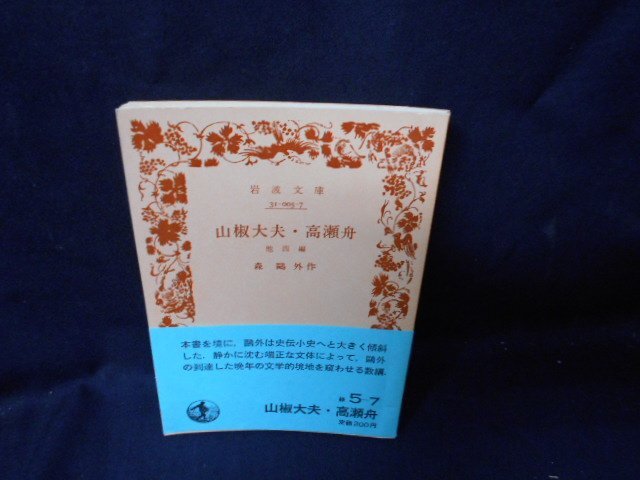 岩波文庫
31-005-7
山椒大夫・高瀬舟
他四編
森鷗外作
本書を境に，鷗外は史伝小史へと大きく傾斜
した．静かに沈む端正な文体によって，鷗外
の到達した晩年の文学的境地を窺わせる数編．
緑5-7
山椒大夫・高瀬舟
定価300円